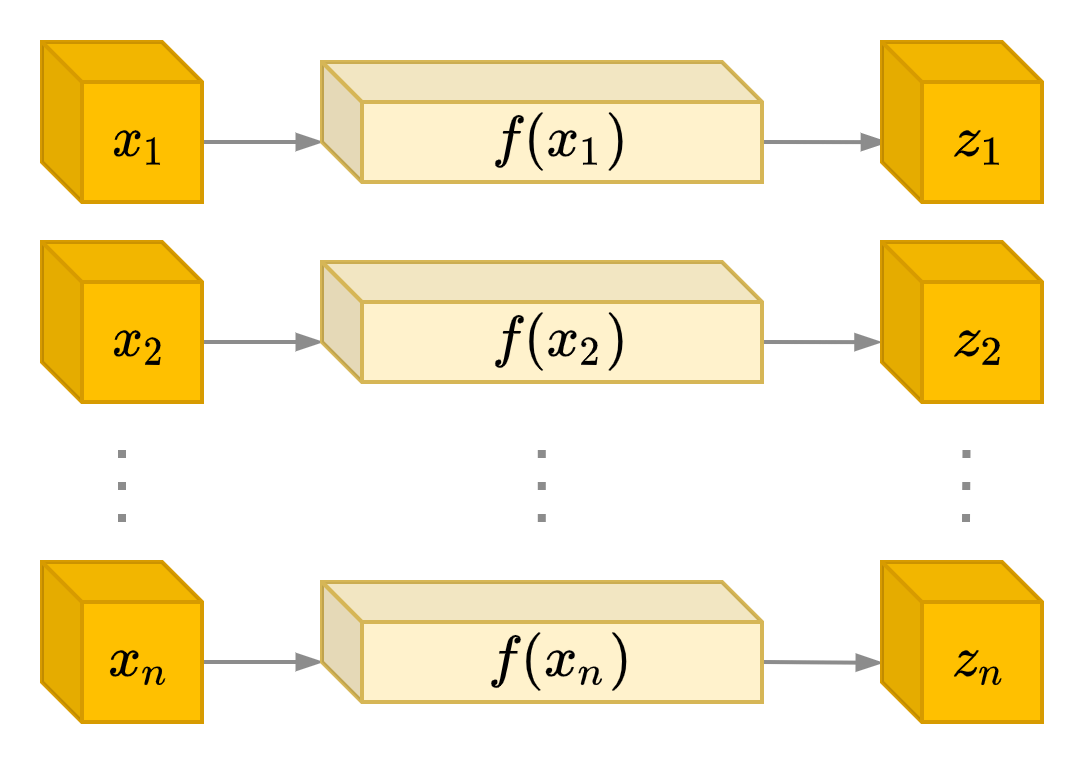 x₁ f(x₁) z₁
x₂ f(x₂) z₂
xₙ f(xₙ) zₙ